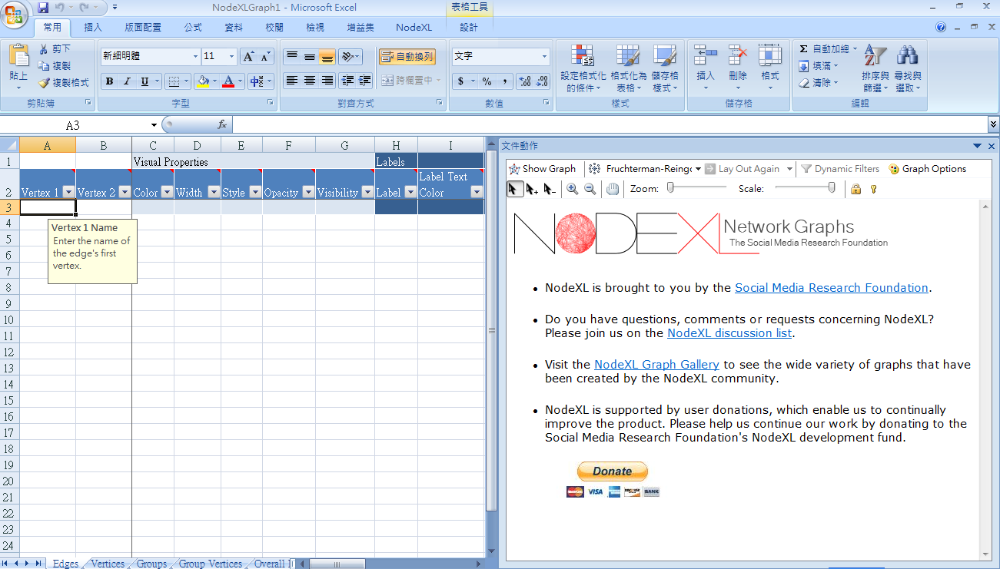 NodeXLGraph1 - Microsoft Excel
表格工具
常用 插入 版面配置 公式 資料 校閱 檢視 增益集 NodeXL 設計
貼上
剪下
複製
複製格式
剪貼簿
新細明體 11
B I U
中
字型
自動換列
跨欄置中
對齊方式
文字
$ % ,
數值
設定格式化的條件
格式化為表格
儲存格樣式
樣式
插入 刪除 格式
儲存格
Σ 自動加總
填滿
清除
排序與篩選
尋找與選取
編輯
A3 fx
A B C D E F G H I
1 Visual Properties Labels
2 Vertex 1 Vertex 2 Color Width Style Opacity Visibility Label Label Text Color
3
Vertex 1 Name
Enter the name of
the edge's first
vertex.
4
5
6
7
8
9
10
11
12
13
14
15
16
17
18
19
20
21
22
23
24
Edges Vertices Groups Group Vertices Overall
文件動作
Show Graph Fruchterman-Reing Lay Out Again Dynamic Filters Graph Options
Zoom: Scale:
NODEXL Network Graphs
The Social Media Research Foundation
• NodeXL is brought to you by the Social Media Research Foundation.
• Do you have questions, comments or requests concerning NodeXL?
Please join us on the NodeXL discussion list.
• Visit the NodeXL Graph Gallery to see the wide variety of graphs that have
been created by the NodeXL community.
• NodeXL is supported by user donations, which enable us to continually
improve the product. Please help us continue our work by donating to the
Social Media Research Foundation's NodeXL development fund.
Donate
MasterCard VISA DISCOVER BANK